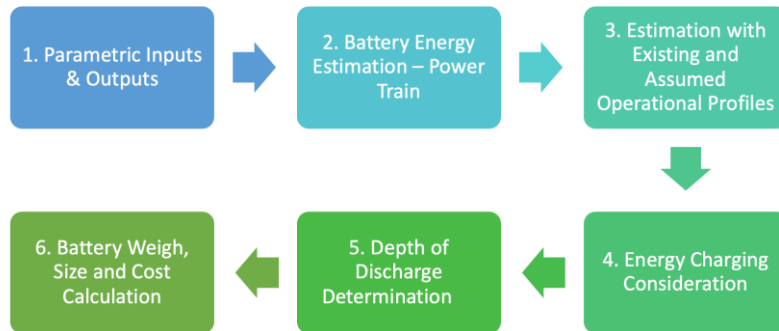 1. Parametric Inputs
& Outputs
2. Battery Energy
Estimation – Power
Train
3. Estimation with
Existing and
Assumed
Operational Profiles
4. Energy Charging
Consideration
5. Depth of
Discharge
Determination
6. Battery Weigh,
Size and Cost
Calculation